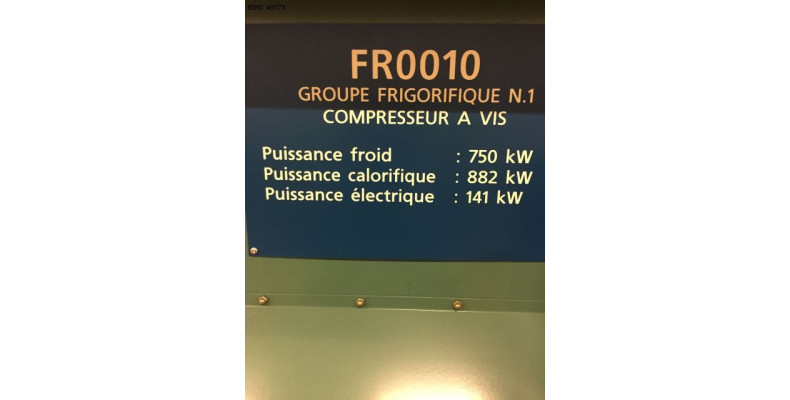 FR0010
GROUPE FRIGORIFIQUE N.1
COMPRESSEUR A VIS
Puissance froid : 750 kW
Puissance calorifique : 882 kW
Puissance électrique : 141 kW